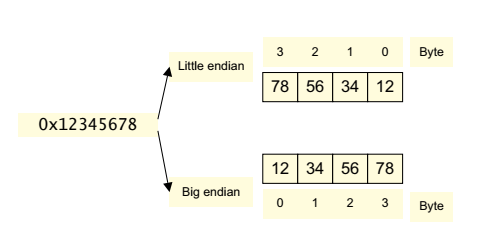 3 2 1 0 Byte
Little endian
78 56 34 12
0x12345678
12 34 56 78
Big endian
0 1 2 3 Byte